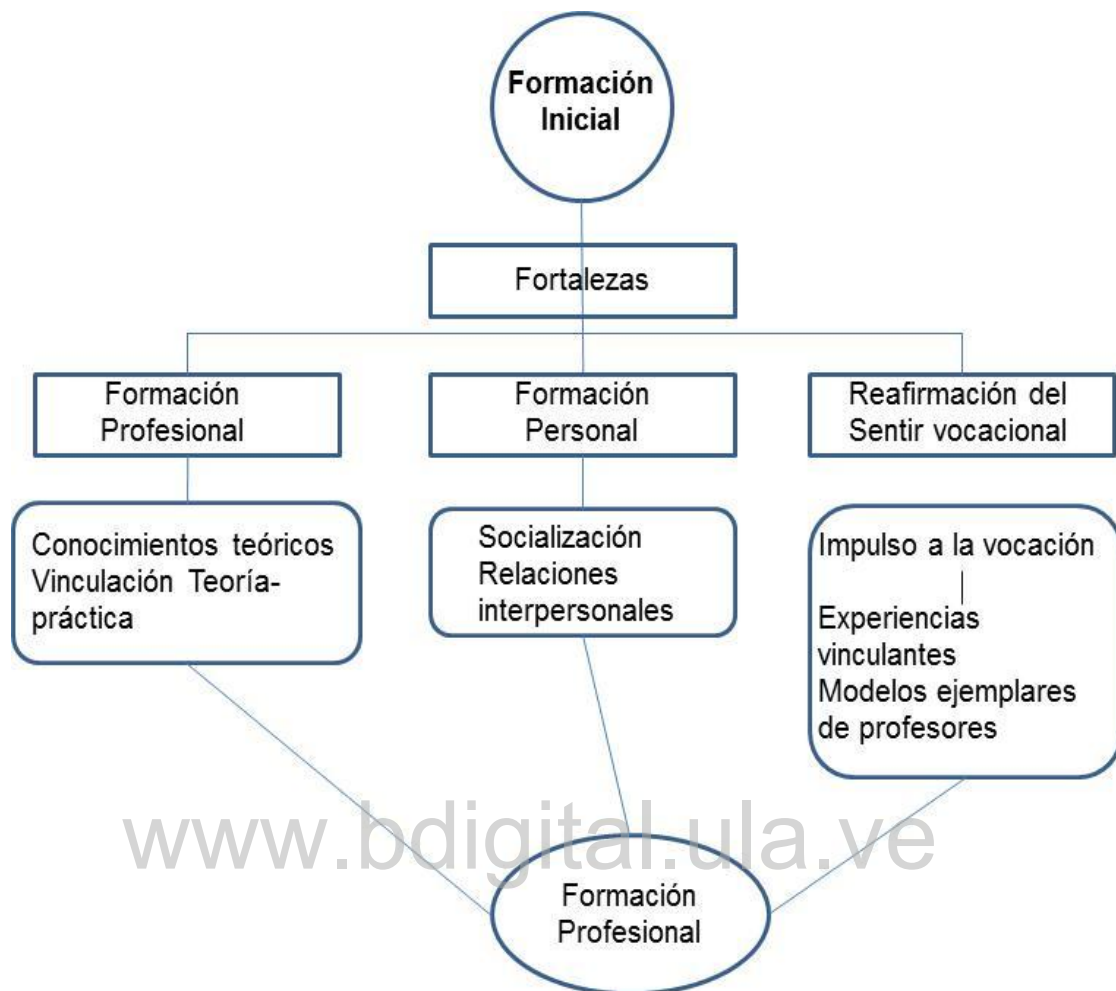 Formación
Inicial
Fortalezas
Formación
Profesional
Formación
Personal
Reafirmación del
Sentir vocacional
Conocimientos teóricos
Vinculación Teoría-
práctica
Socialización
Relaciones
interpersonales
Impulso a la vocación
Experiencias
vinculantes
Modelos ejemplares
de profesores
www.bdigital.ula.ve
Formación
Profesional